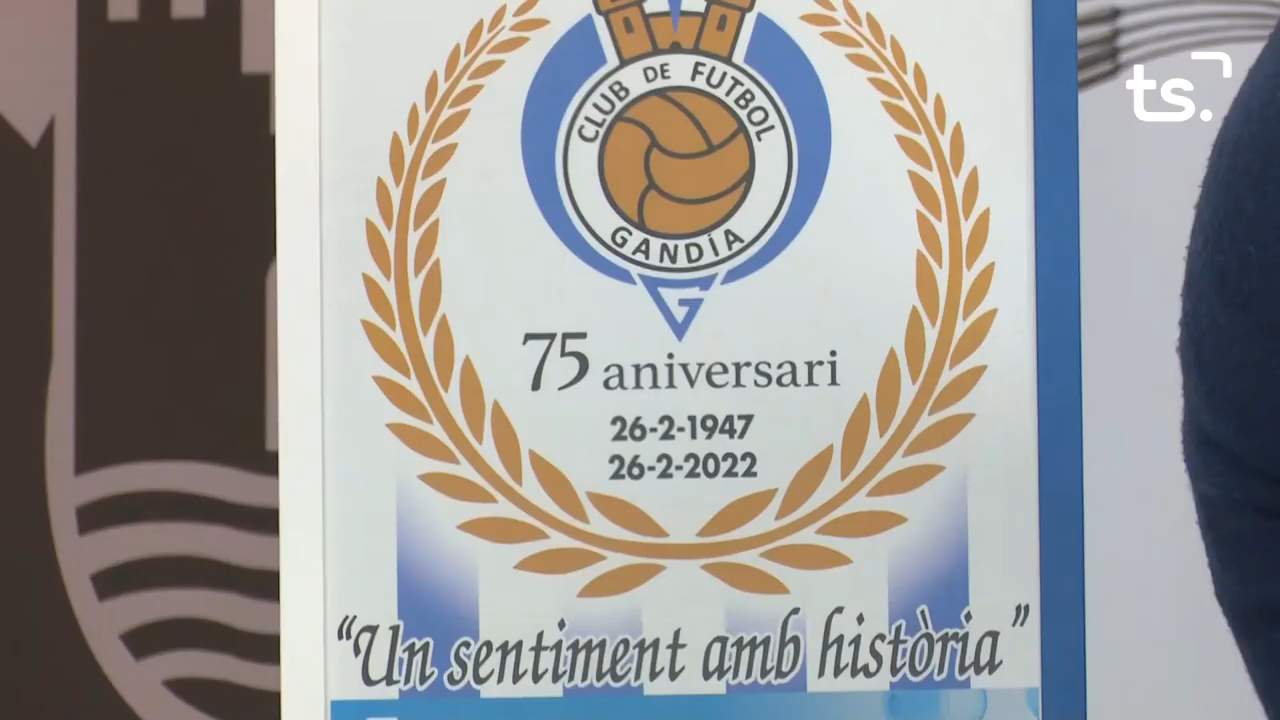 ts.
CLUB DE FUTBOL
GANDÍA
G
75 aniversari
26-2-1947
26-2-2022
“Un sentiment amb història”